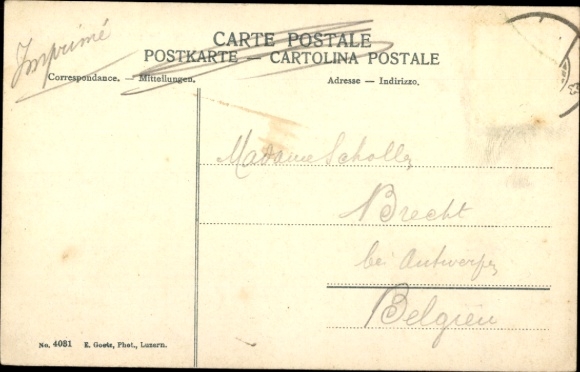 Imprimé
CARTE POSTALE
POSTKARTE — CARTOLINA POSTALE
Correspondance. — Mitteilungen.
Adresse — Indirizzo.
Madame Scholler
Brecht
bei Antwerpen
Belgien
No. 4081 E. Goetz, Phot., Luzern.